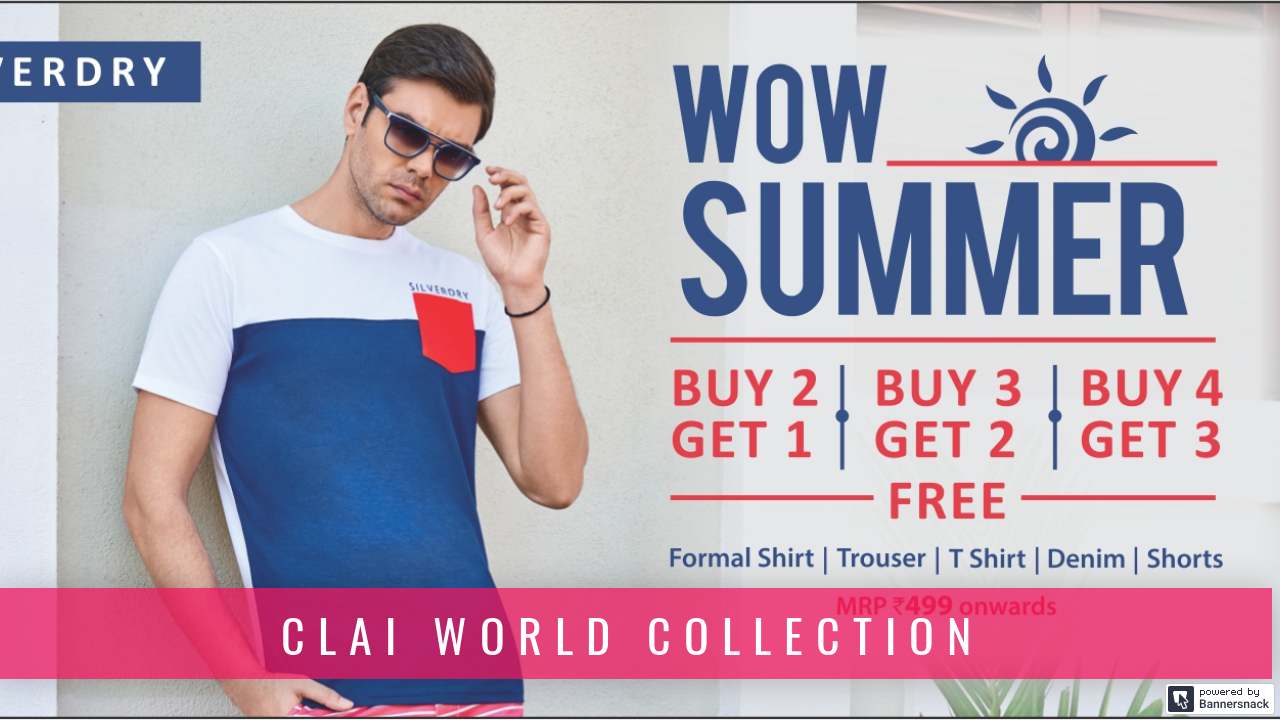 VERDRY
WOW
SUMMER
SILVERDRY
BUY 2 | BUY 3 | BUY 4
GET 1 | GET 2 | GET 3
FREE
Formal Shirt | Trouser | T Shirt | Denim | Shorts
MRP ₹499 onwards
CLAI WORLD COLLECTION
powered by
Bannersnack